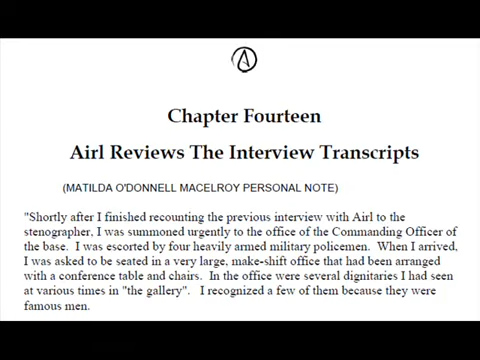 Chapter Fourteen
Airl Reviews The Interview Transcripts
(MATILDA O'DONNELL MACELROY PERSONAL NOTE)
"Shortly after I finished recounting the previous interview with Airl to the
stenographer, I was summoned urgently to the office of the Commanding Officer of
the base. I was escorted by four heavily armed military policemen. When I arrived,
I was asked to be seated in a very large, make-shift office that had been arranged
with a conference table and chairs. In the office were several dignitaries I had seen
at various times in "the gallery". I recognized a few of them because they were
famous men.